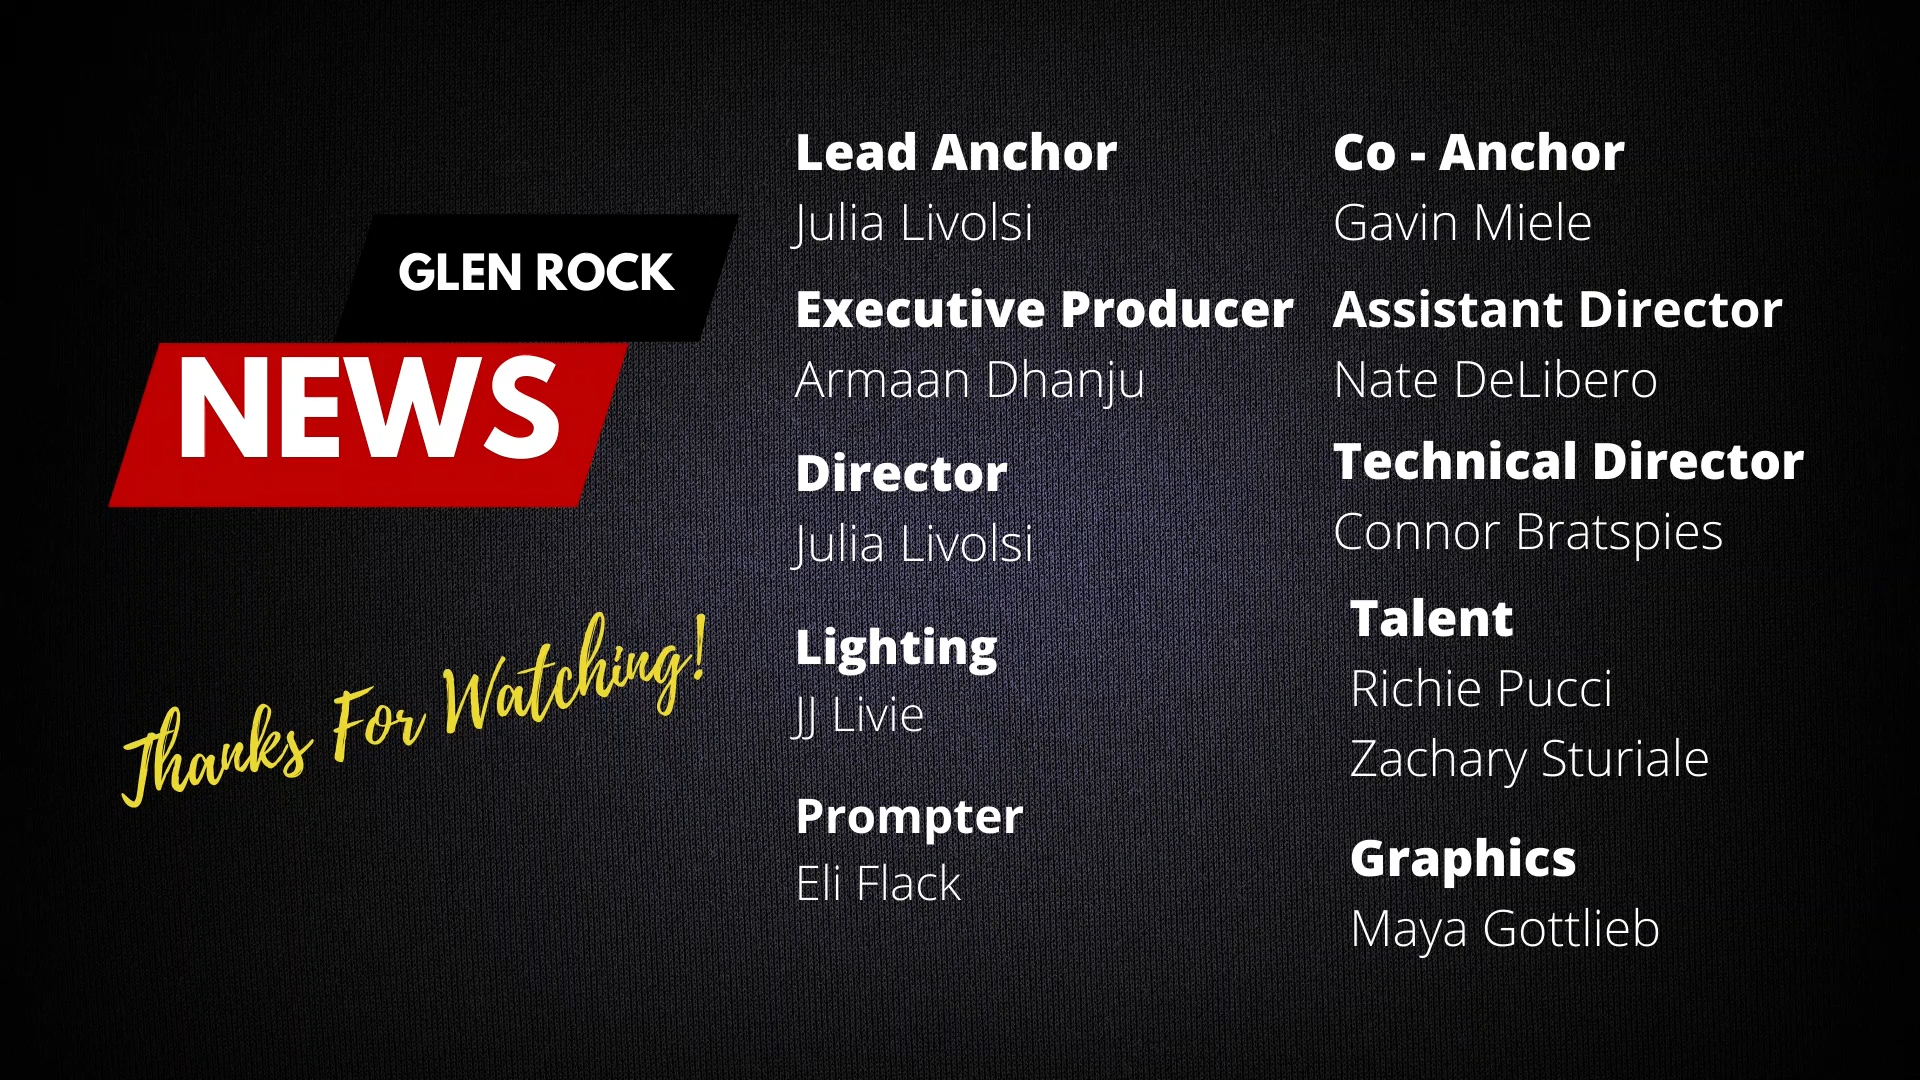 GLEN ROCK
NEWS
Thanks For Watching!
Lead Anchor
Julia Livolsi
Executive Producer
Armaan Dhanju
Director
Julia Livolsi
Lighting
JJ Livie
Prompter
Eli Flack
Co - Anchor
Gavin Miele
Assistant Director
Nate DeLibero
Technical Director
Connor Bratspies
Talent
Richie Pucci
Zachary Sturiale
Graphics
Maya Gottlieb